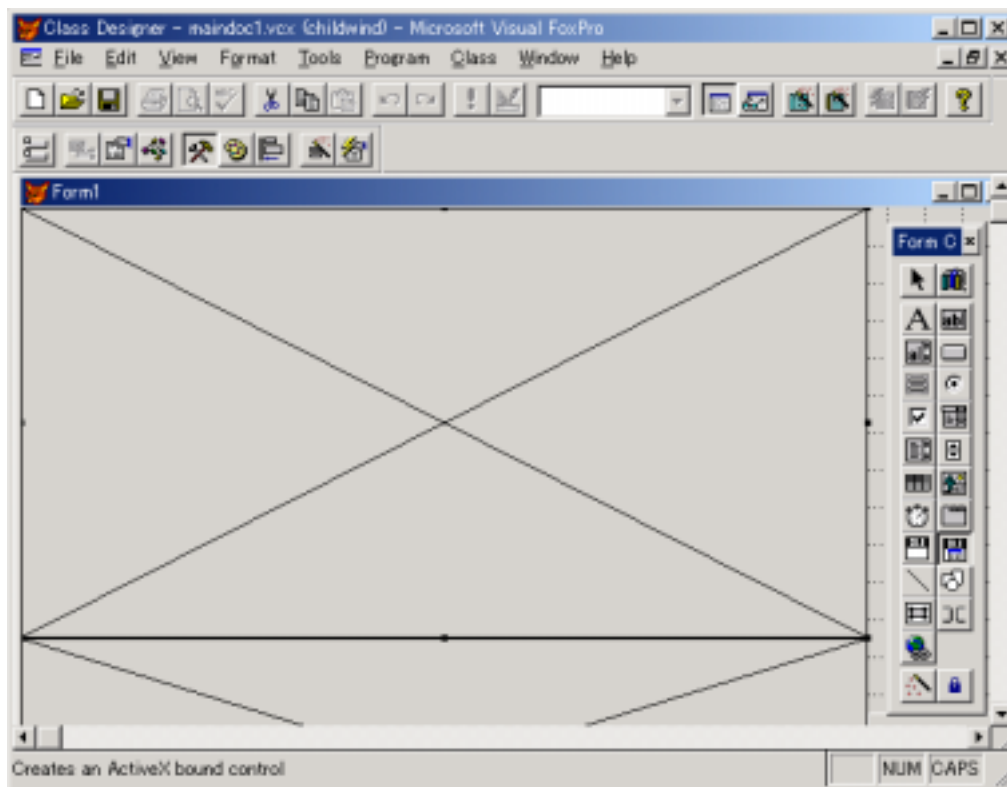 Class Designer - maindoc1.vcx (childwind) - Microsoft Visual FoxPro
File Edit View Format Tools Program Class Window Help
Form1
Form C
A
Creates an ActiveX bound control
NUM CAPS